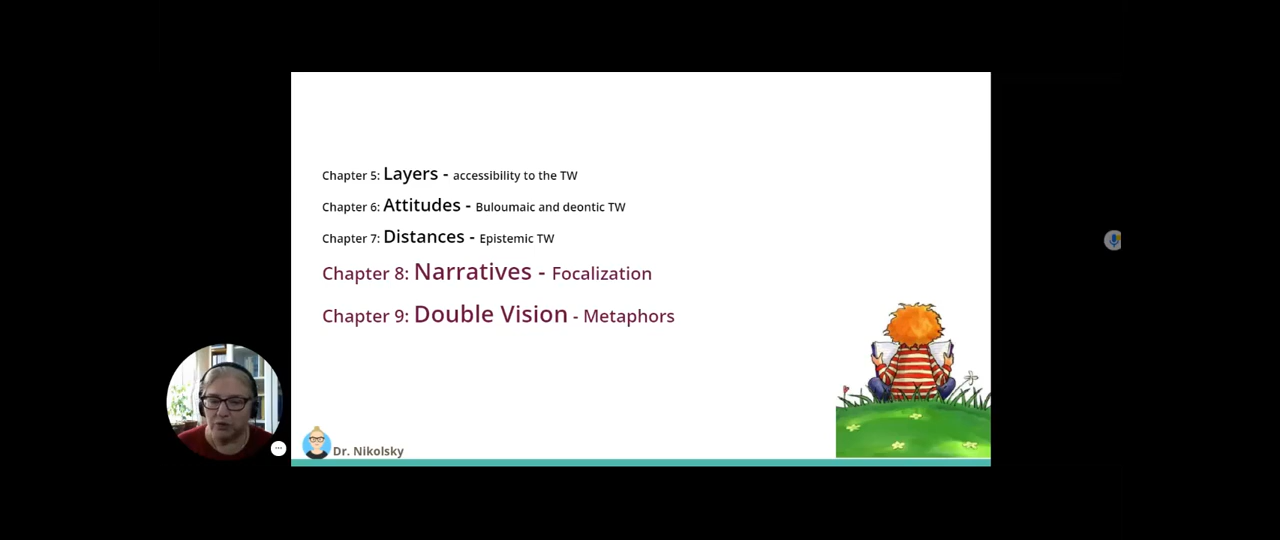 Chapter 5: Layers - accessibility to the TW
Chapter 6: Attitudes - Buloumaic and deontic TW
Chapter 7: Distances - Epistemic TW
Chapter 8: Narratives - Focalization
Chapter 9: Double Vision - Metaphors
Dr. Nikolsky